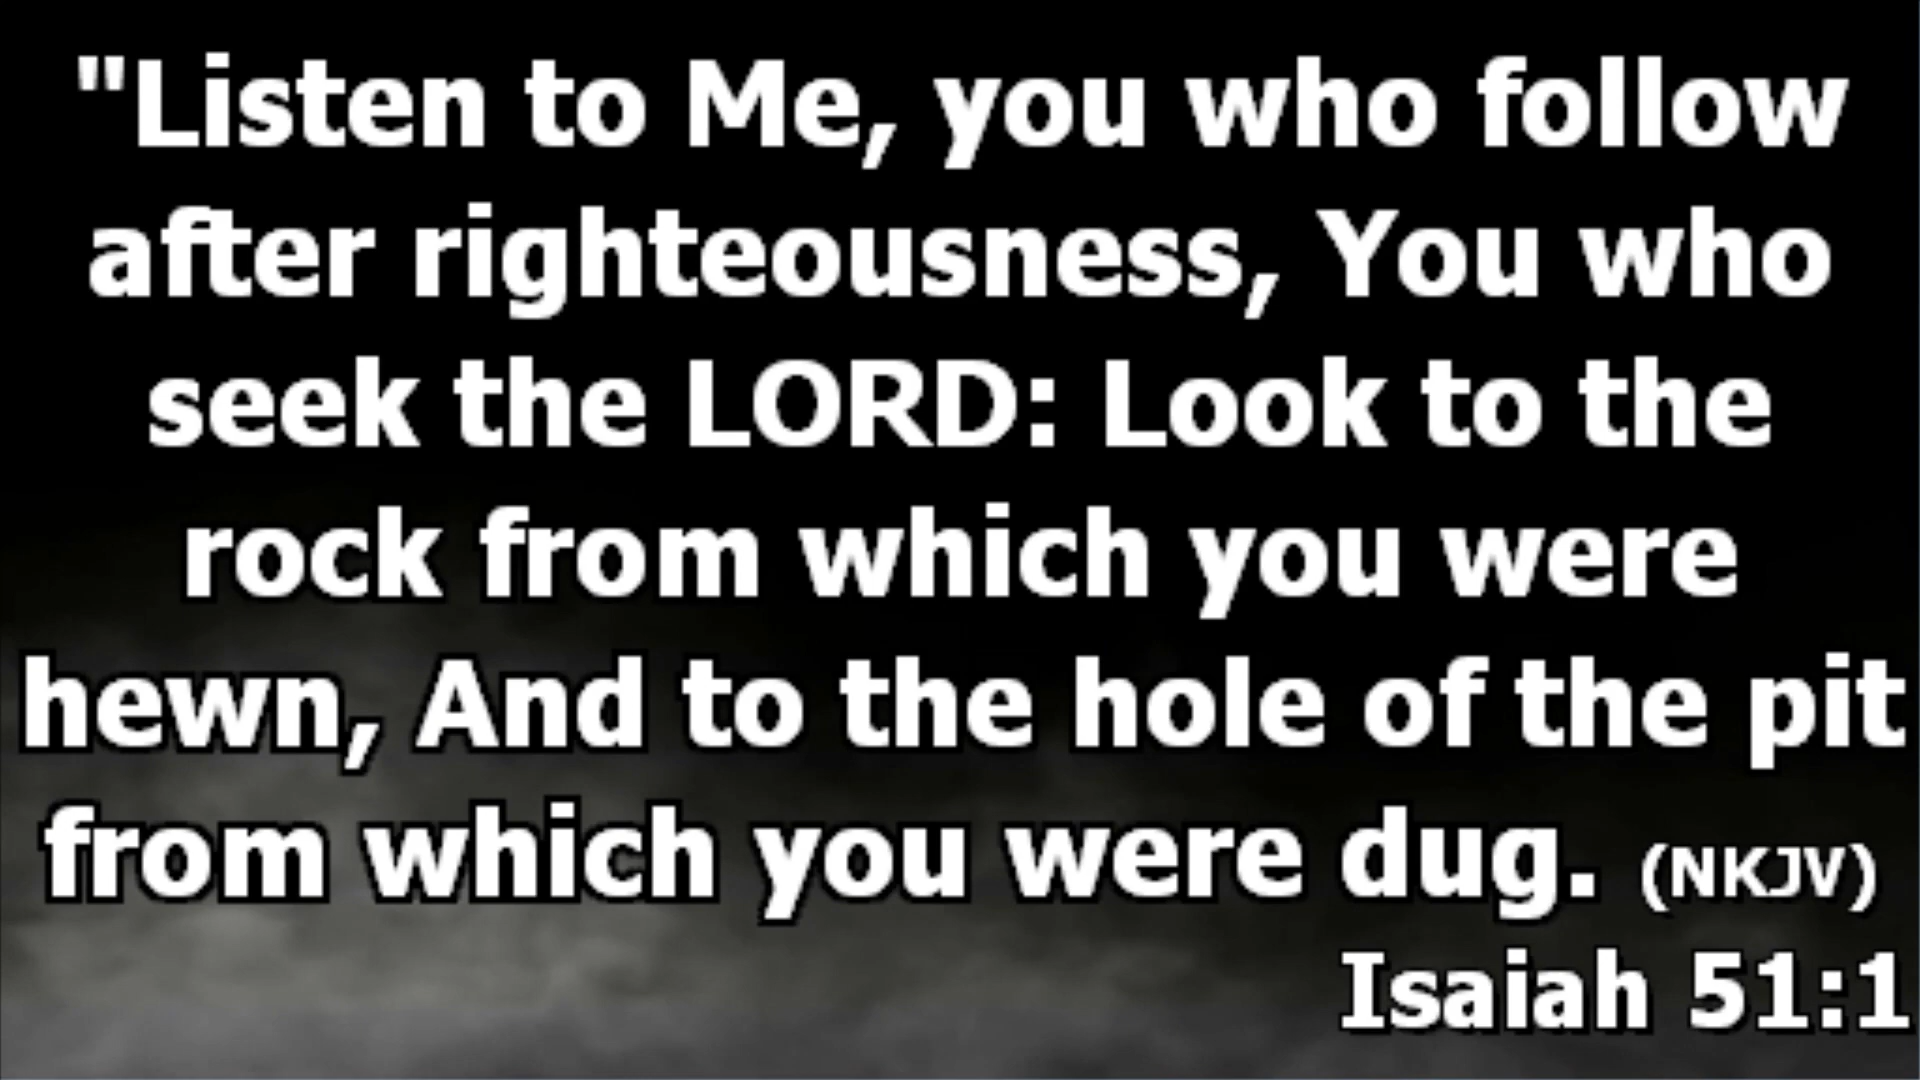 "Listen to Me, you who follow
after righteousness, You who
seek the LORD: Look to the
rock from which you were
hewn, And to the hole of the pit
from which you were dug. (NKJV)
Isaiah 51:1